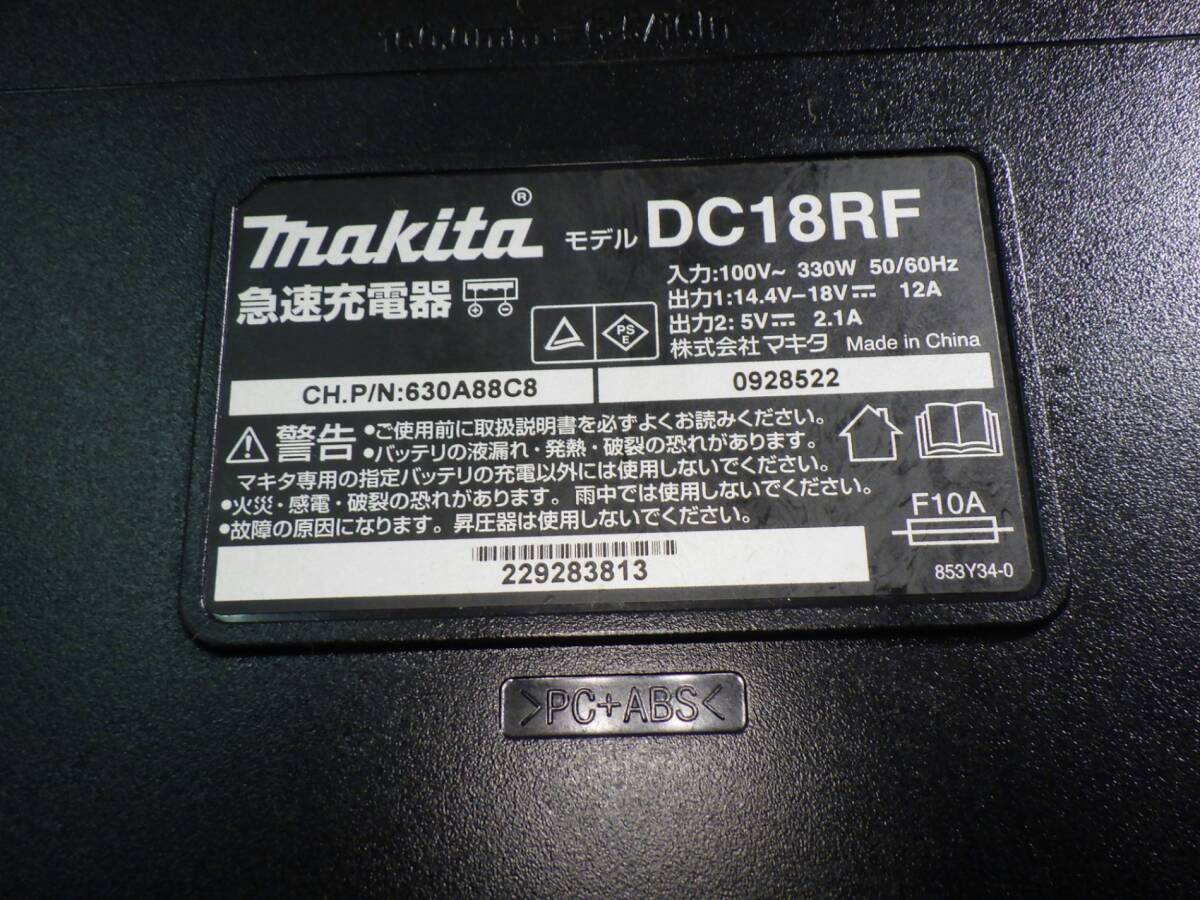 makita®
モデル DC18RF
急速充電器
入力:100V~ 330W 50/60Hz
出力1:14.4V-18V⎓ 12A
出力2: 5V⎓ 2.1A
株式会社マキタ Made in China
PS
E
CH.P/N:630A88C8
0928522
警告
●ご使用前に取扱説明書を必ずよくお読みください。
●バッテリの液漏れ・発熱・破裂の恐れがあります。
マキタ専用の指定バッテリの充電以外には使用しないでください。
●火災・感電・破裂の恐れがあります。雨中では使用しないでください。
●故障の原因になります。昇圧器は使用しないでください。
F10A
229283813
853Y34-0
>PC+ABS<